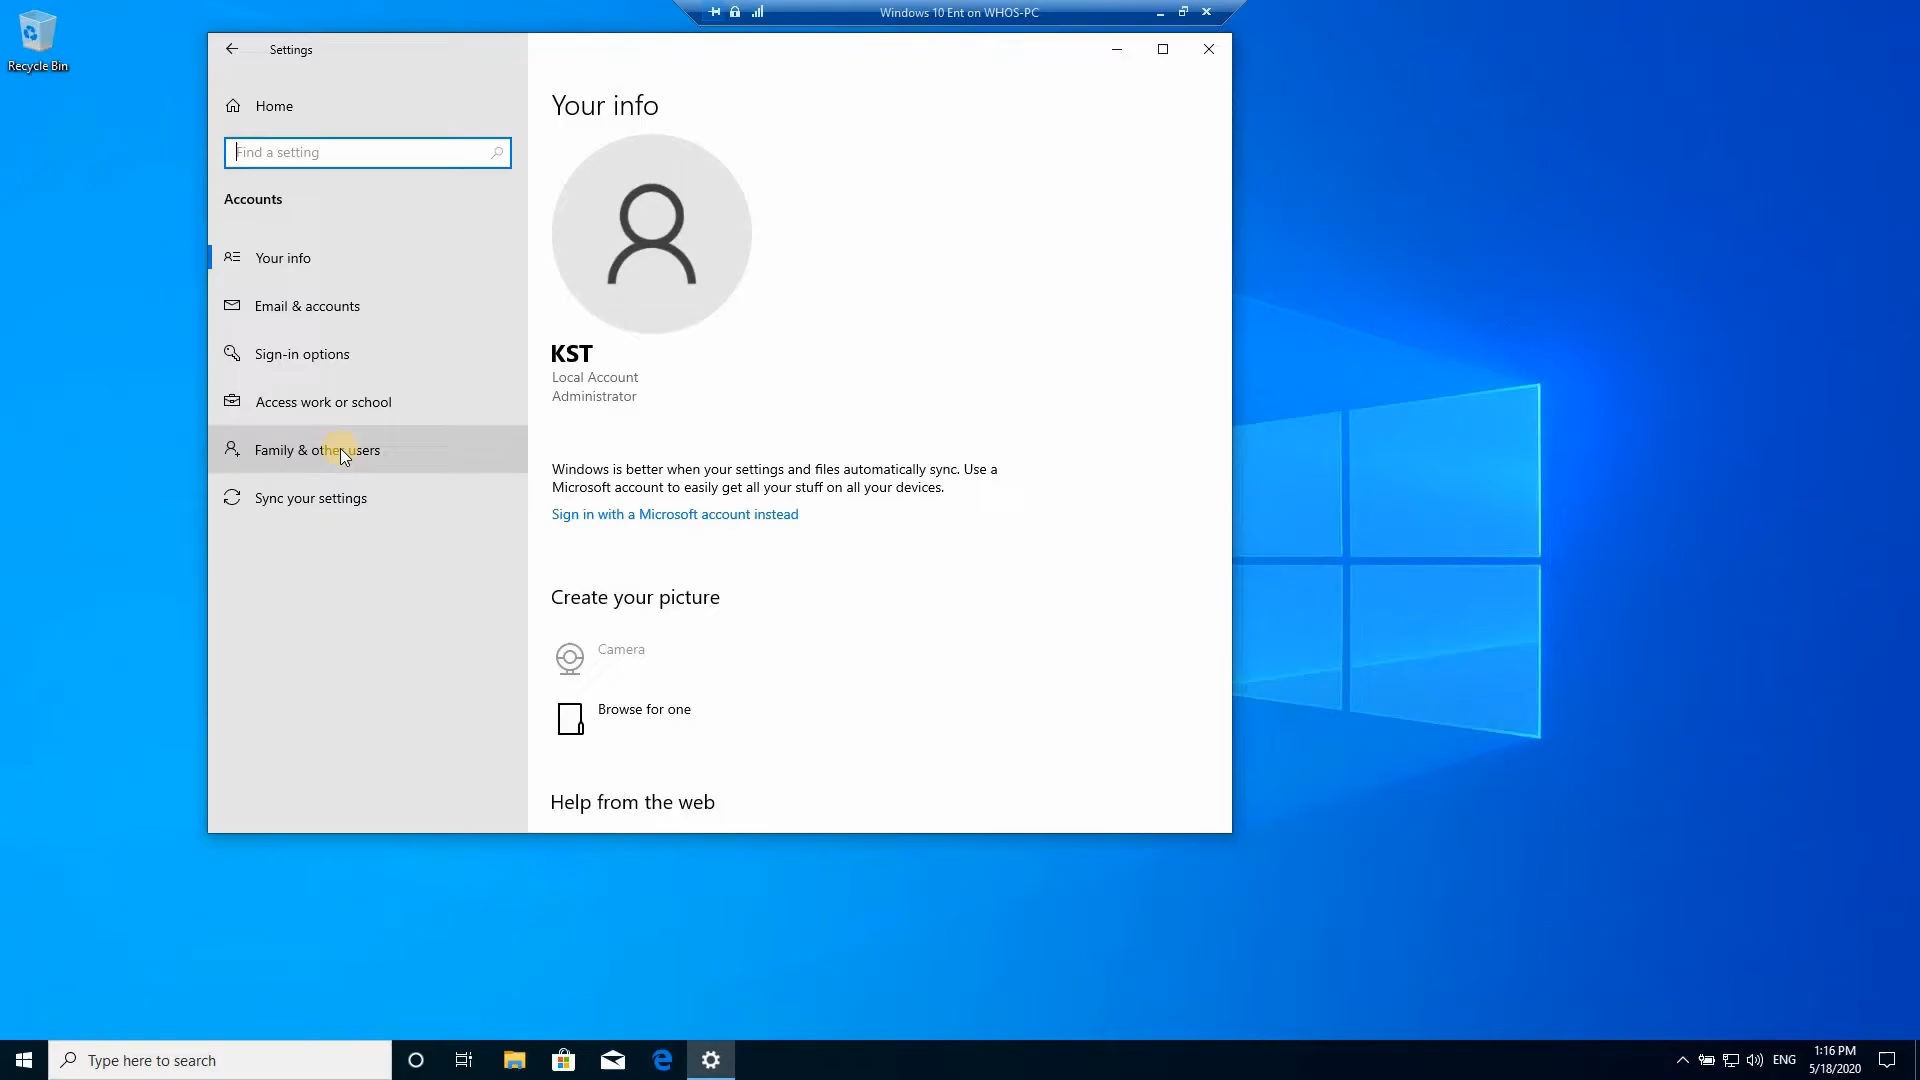 Windows 10 Ent on WHOS-PC
Recycle Bin
Settings
Home
Find a setting
Accounts
Your info
Email & accounts
Sign-in options
Access work or school
Family & other users
Sync your settings
Your info
KST
Local Account
Administrator
Windows is better when your settings and files automatically sync. Use a
Microsoft account to easily get all your stuff on all your devices.
Sign in with a Microsoft account instead
Create your picture
Camera
Browse for one
Help from the web
Type here to search
ENG
1:16 PM
5/18/2020